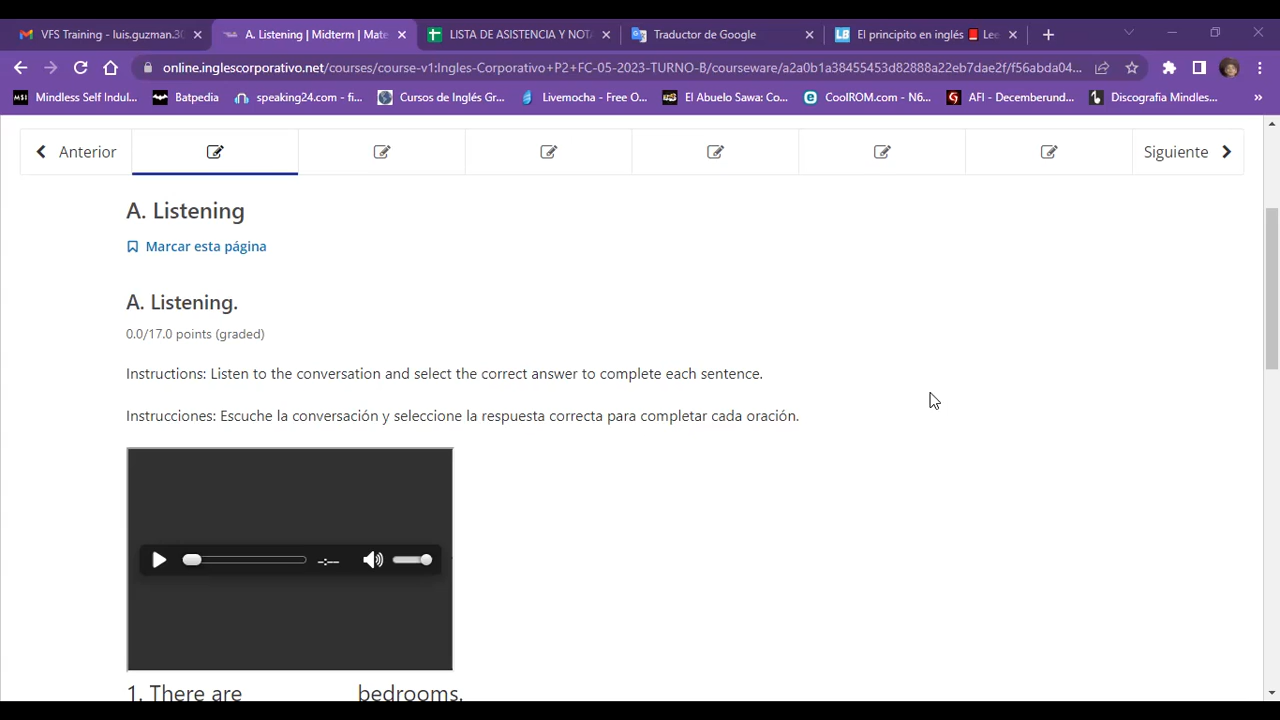 VFS Training - luis.guzman.30
A. Listening | Midterm | Mate
LISTA DE ASISTENCIA Y NOTA
Traductor de Google
El principito en inglés 📕 Lee
online.inglescorporativo.net/courses/course-v1:Ingles-Corporativo+P2+FC-05-2023-TURNO-B/courseware/a2a0b1a38455453d82888a22eb7dae2f/f56abda04...
Mindless Self Indul...
Batpedia
speaking24.com - fi...
Cursos de Inglés Gr...
Livemocha - Free O...
El Abuelo Sawa: Co...
CoolROM.com - N6...
AFI - Decemberund...
Discografia Mindles...
»
Anterior
Siguiente
A. Listening
Marcar esta página
A. Listening.
0.0/17.0 points (graded)
Instructions: Listen to the conversation and select the correct answer to complete each sentence.
Instrucciones: Escuche la conversación y seleccione la respuesta correcta para completar cada oración.
--:--
1. There are bedrooms.